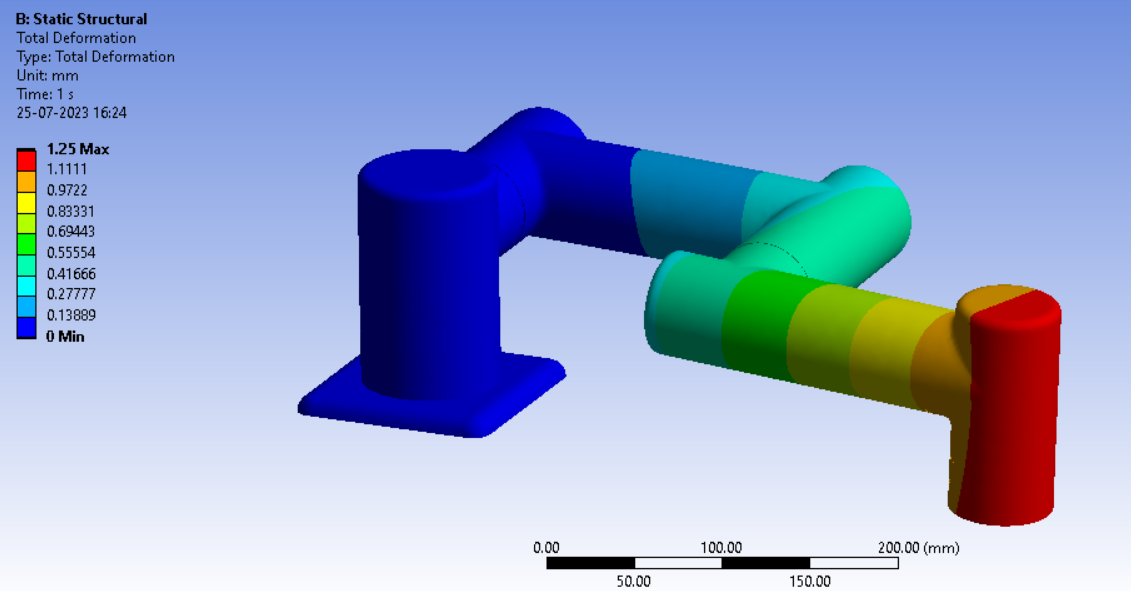 B: Static Structural
Total Deformation
Type: Total Deformation
Unit: mm
Time: 1 s
25-07-2023 16:24
1.25 Max
1.1111
0.9722
0.83331
0.69443
0.55554
0.41666
0.27777
0.13889
0 Min
0.00 100.00 200.00 (mm)
50.00 150.00